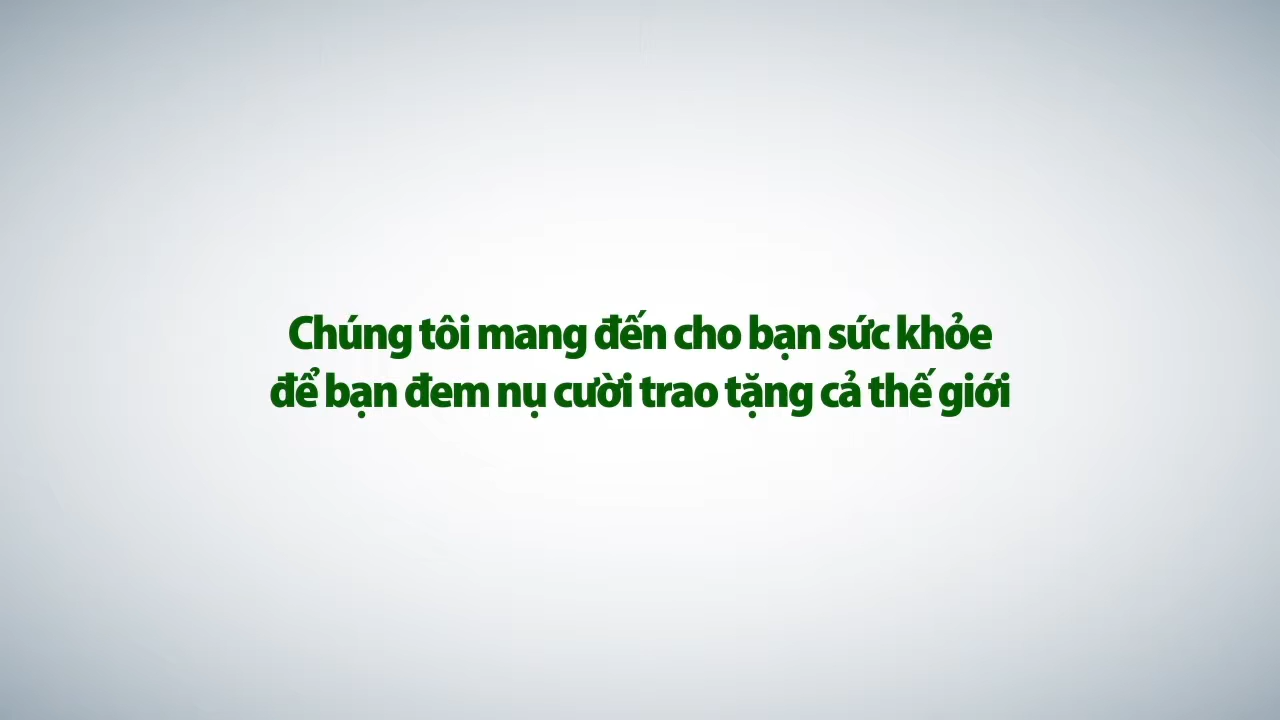 Chúng tôi mang đến cho bạn sức khỏe
để bạn đem nụ cười trao tặng cả thế giới